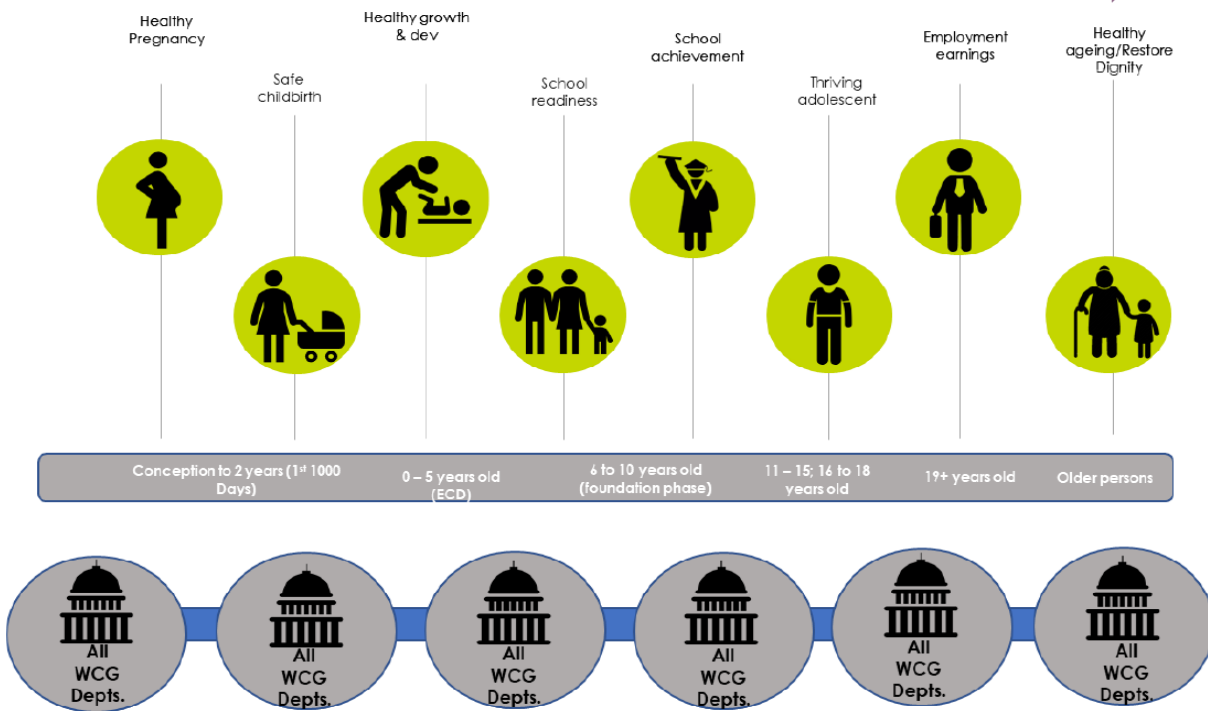 Healthy
Pregnancy
Safe
childbirth
Healthy growth
& dev
School
readiness
School
achievement
Thriving
adolescent
Employment
earnings
Healthy
ageing/Restore
Dignity
Conception to 2 years (1st 1000
Days)
0 – 5 years old
(ECD)
6 to 10 years old
(foundation phase)
11 – 15; 16 to 18
years old
19+ years old
Older persons
All
WCG
Depts.
All
WCG
Depts.
All
WCG
Depts.
All
WCG
Depts.
All
WCG
Depts.
All
WCG
Depts.